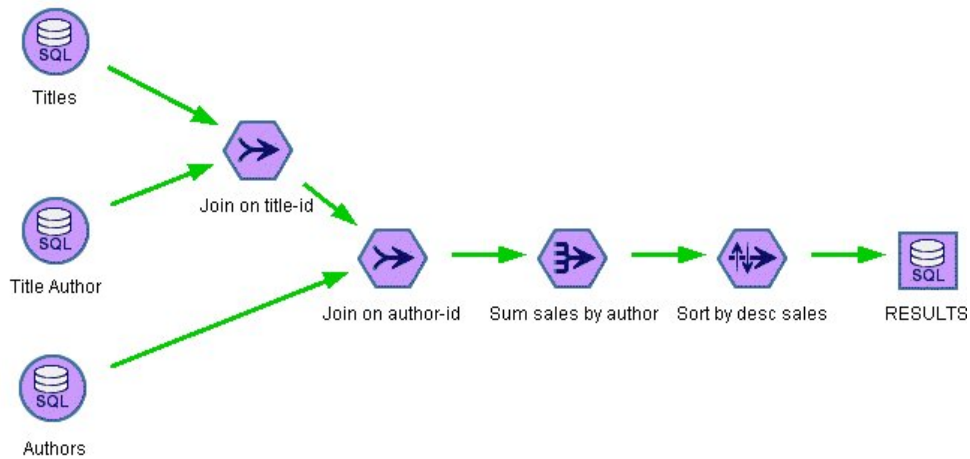 SQL
Titles
Join on title-id
SQL
Title Author
Join on author-id
Sum sales by author
Sort by desc sales
SQL
RESULTS
SQL
Authors